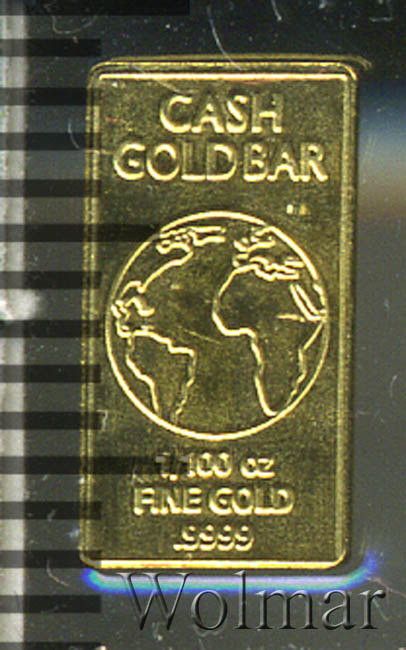 CASH
GOLD BAR
1/100 oz
FINE GOLD
.9999
Wolmar